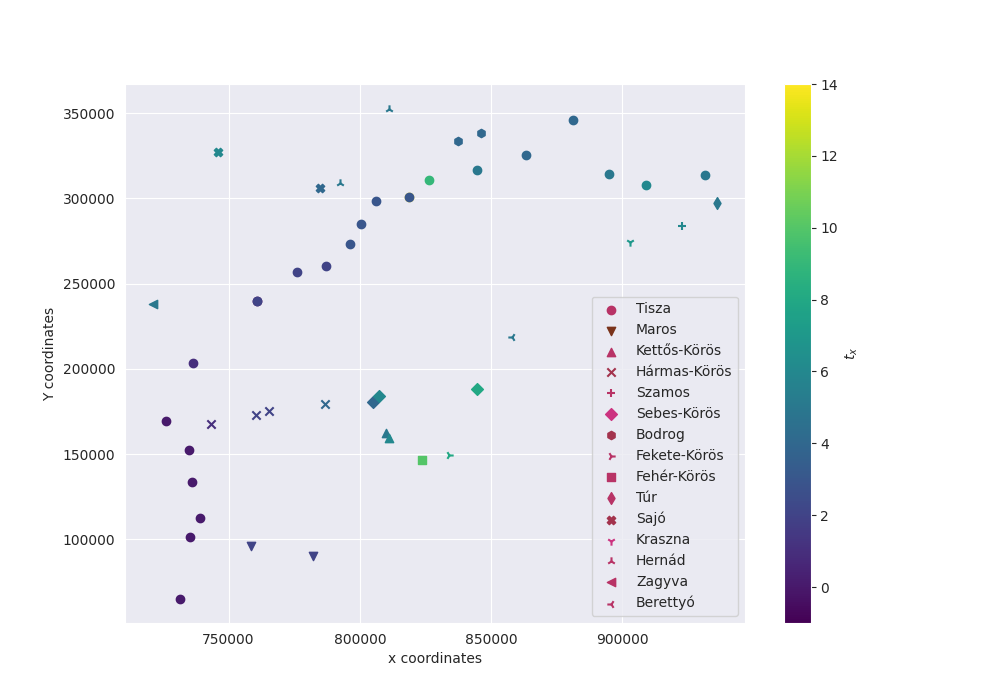 350000
300000
250000
200000
150000
100000
Y coordinates
750000 800000 850000 900000
x coordinates
Tisza
Maros
Kettős-Körös
Hármas-Körös
Szamos
Sebes-Körös
Bodrog
Fekete-Körös
Fehér-Körös
Túr
Sajó
Kraszna
Hernád
Zagyva
Berettyó
14
12
10
8
6
4
2
0
tₓ